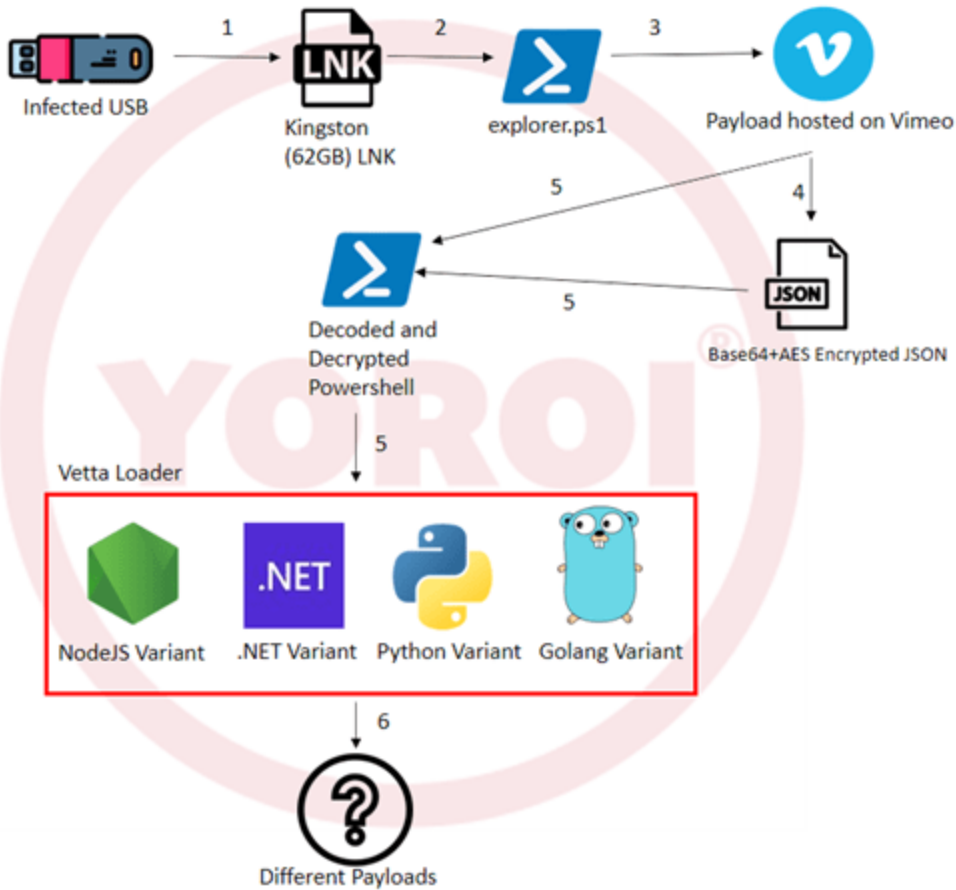 1
2
3
LNK
Infected USB
Kingston
(62GB) LNK
explorer.ps1
Payload hosted on Vimeo
5
4
JSON
5
Decoded and
Decrypted
Powershell
Base64+AES Encrypted JSON
YOROI®
5
Vetta Loader
.NET
NodeJS Variant
.NET Variant
Python Variant
Golang Variant
6
?
Different Payloads